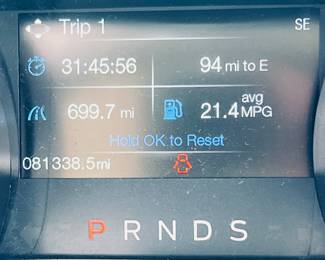 Trip 1 SE
31:45:56 94 mi to E
699.7 mi 21.4 avg MPG
Hold OK to Reset
081338.5mi
P R N D S